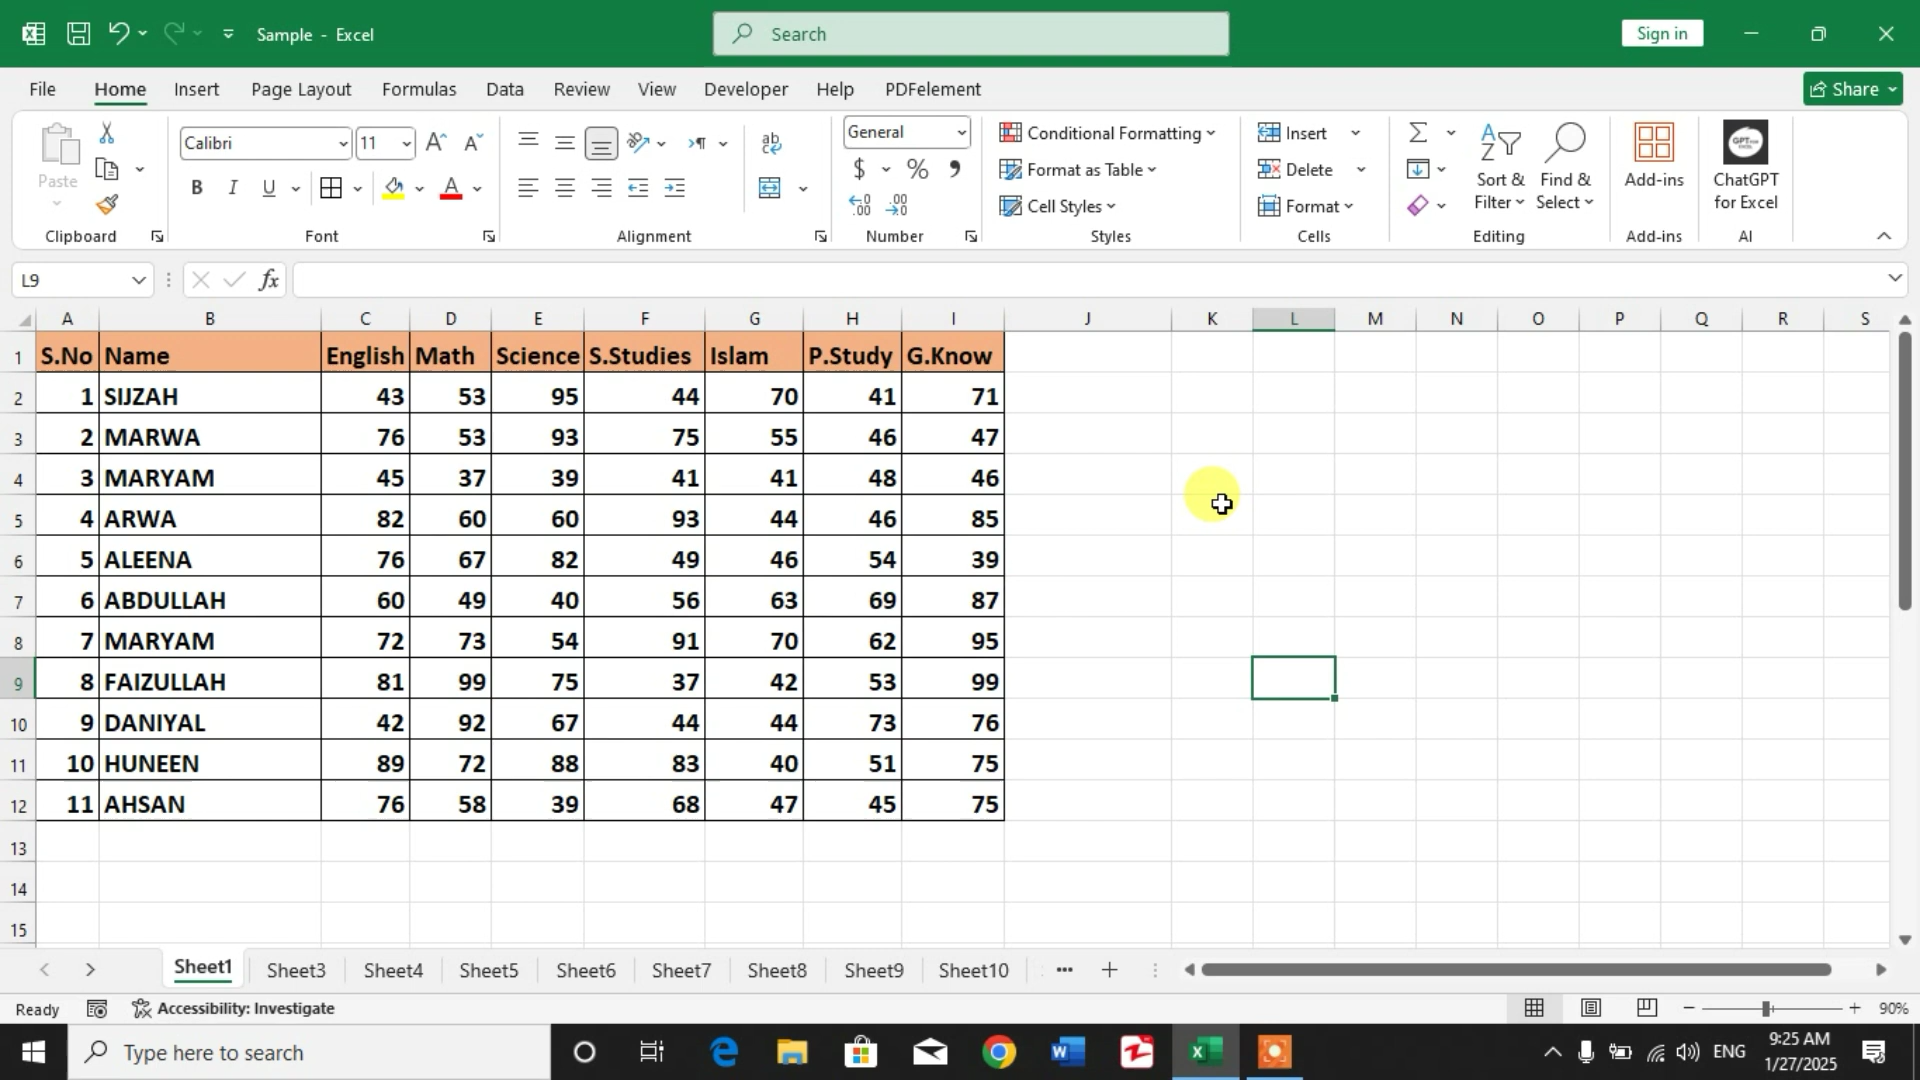 Sample - Excel
Search
Sign in
File Home Insert Page Layout Formulas Data Review View Developer Help PDFelement
Share
Paste
Clipboard
Calibri 11
B I U
Font
Alignment
General
$ % ,
Number
Conditional Formatting
Format as Table
Cell Styles
Styles
Insert
Delete
Format
Cells
Sort & Filter
Find & Select
Editing
Add-ins
Add-ins
ChatGPT for Excel
AI
L9
fx
A B C D E F G H I J K L M N O P Q R S
1 S.No Name English Math Science S.Studies Islam P.Study G.Know
2 1 SIJZAH 43 53 95 44 70 41 71
3 2 MARWA 76 53 93 75 55 46 47
4 3 MARYAM 45 37 39 41 41 48 46
5 4 ARWA 82 60 60 93 44 46 85
6 5 ALEENA 76 67 82 49 46 54 39
7 6 ABDULLAH 60 49 40 56 63 69 87
8 7 MARYAM 72 73 54 91 70 62 95
9 8 FAIZULLAH 81 99 75 37 42 53 99
10 9 DANIYAL 42 92 67 44 44 73 76
11 10 HUNEEN 89 72 88 83 40 51 75
12 11 AHSAN 76 58 39 68 47 45 75
13
14
15
Sheet1 Sheet3 Sheet4 Sheet5 Sheet6 Sheet7 Sheet8 Sheet9 Sheet10 ...
Ready
Accessibility: Investigate
90%
Type here to search
ENG
9:25 AM
1/27/2025